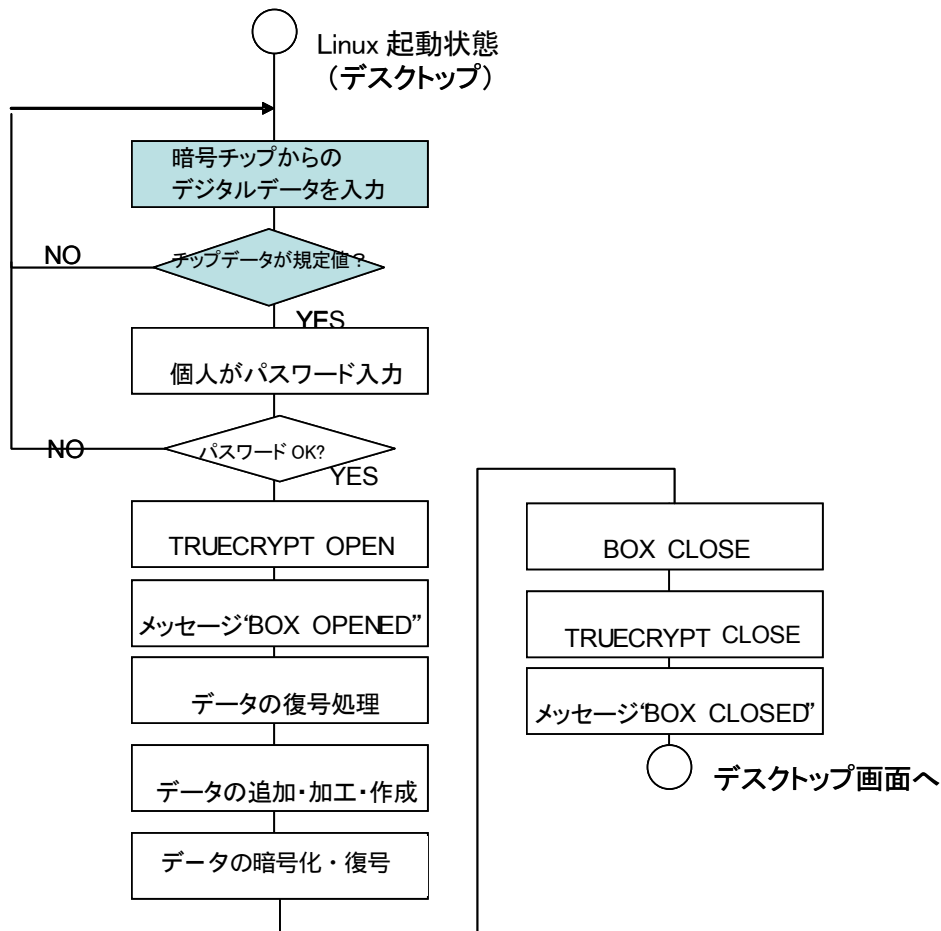 Linux 起動状態
（デスクトップ）
暗号チップからの
デジタルデータを入力
チップデータが規定値？
NO
YES
個人がパスワード入力
パスワード OK?
NO
YES
TRUECRYPT OPEN
メッセージ“BOX OPENED”
データの復号処理
データの追加・加工・作成
データの暗号化・復号
BOX CLOSE
TRUECRYPT CLOSE
メッセージ“BOX CLOSED”
デスクトップ画面へ